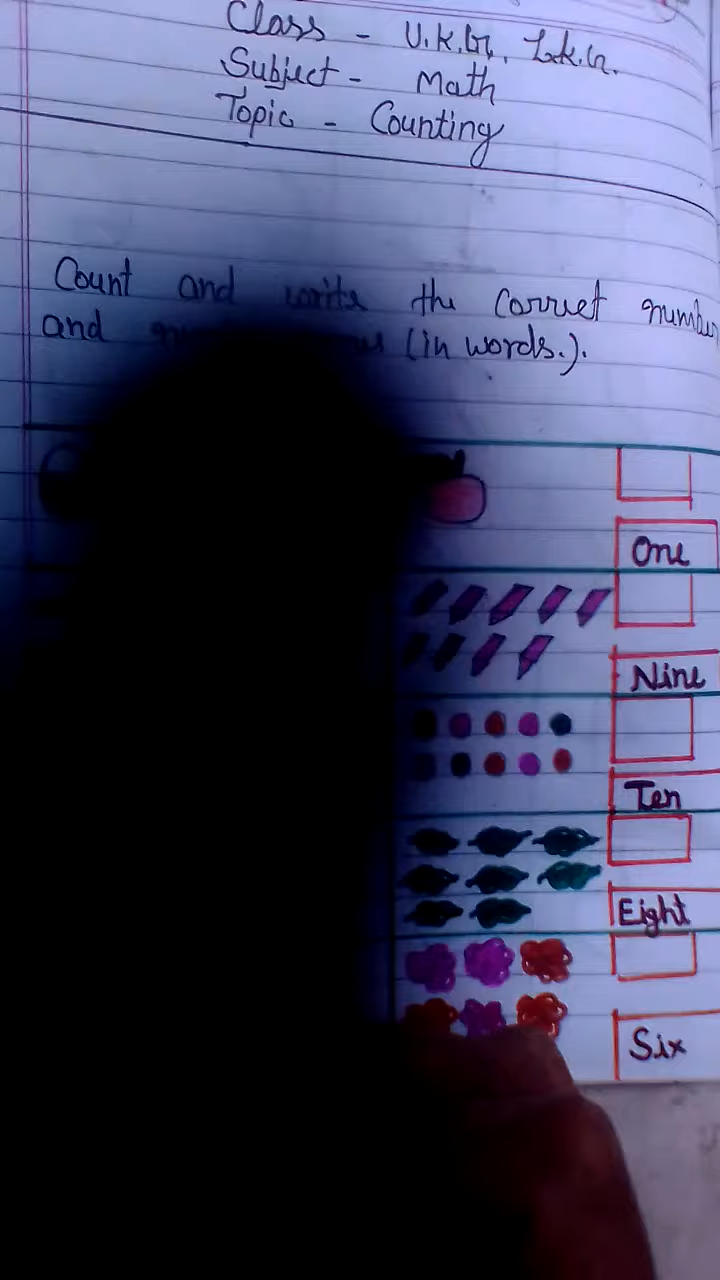 Class - U.K.G, L.K.G.
Subject - Math
Topic - Counting
Count and write the correct number
and (in words.).
One
Nine
Ten
Eight
Six